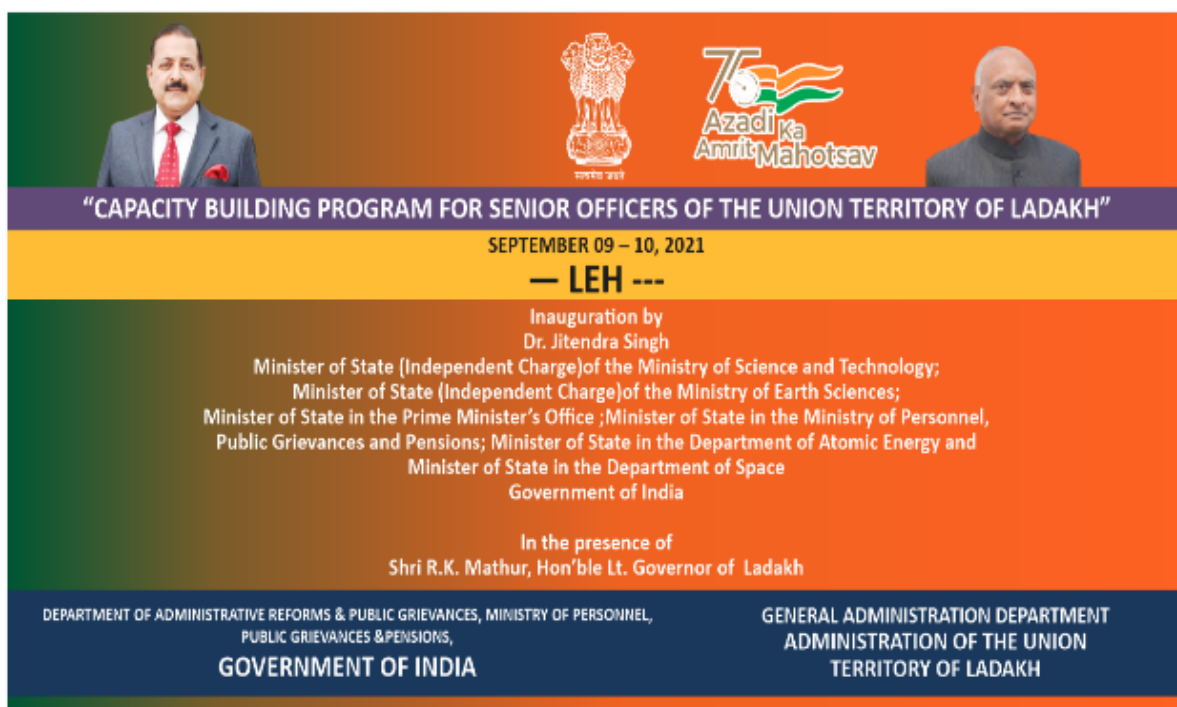 सत्यमेव जयते
75
Azadi Ka
Amrit Mahotsav
“CAPACITY BUILDING PROGRAM FOR SENIOR OFFICERS OF THE UNION TERRITORY OF LADAKH”
SEPTEMBER 09 – 10, 2021
— LEH ---
Inauguration by
Dr. Jitendra Singh
Minister of State (Independent Charge)of the Ministry of Science and Technology;
Minister of State (Independent Charge)of the Ministry of Earth Sciences;
Minister of State in the Prime Minister’s Office ;Minister of State in the Ministry of Personnel,
Public Grievances and Pensions; Minister of State in the Department of Atomic Energy and
Minister of State in the Department of Space
Government of India
In the presence of
Shri R.K. Mathur, Hon’ble Lt. Governor of Ladakh
DEPARTMENT OF ADMINISTRATIVE REFORMS & PUBLIC GRIEVANCES, MINISTRY OF PERSONNEL,
PUBLIC GRIEVANCES &PENSIONS,
GOVERNMENT OF INDIA
GENERAL ADMINISTRATION DEPARTMENT
ADMINISTRATION OF THE UNION
TERRITORY OF LADAKH